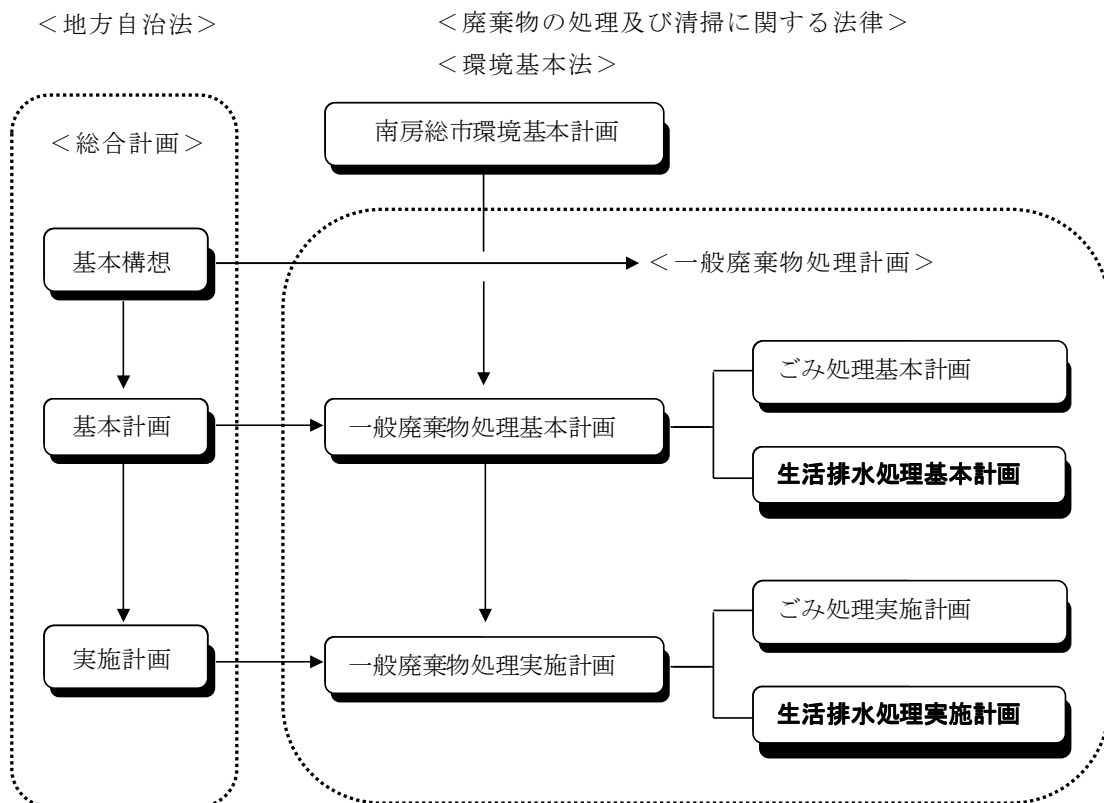 ＜地方自治法＞
＜廃棄物の処理及び清掃に関する法律＞
＜環境基本法＞
＜総合計画＞
南房総市環境基本計画
基本構想
＜一般廃棄物処理計画＞
ごみ処理基本計画
基本計画
一般廃棄物処理基本計画
生活排水処理基本計画
ごみ処理実施計画
実施計画
一般廃棄物処理実施計画
生活排水処理実施計画